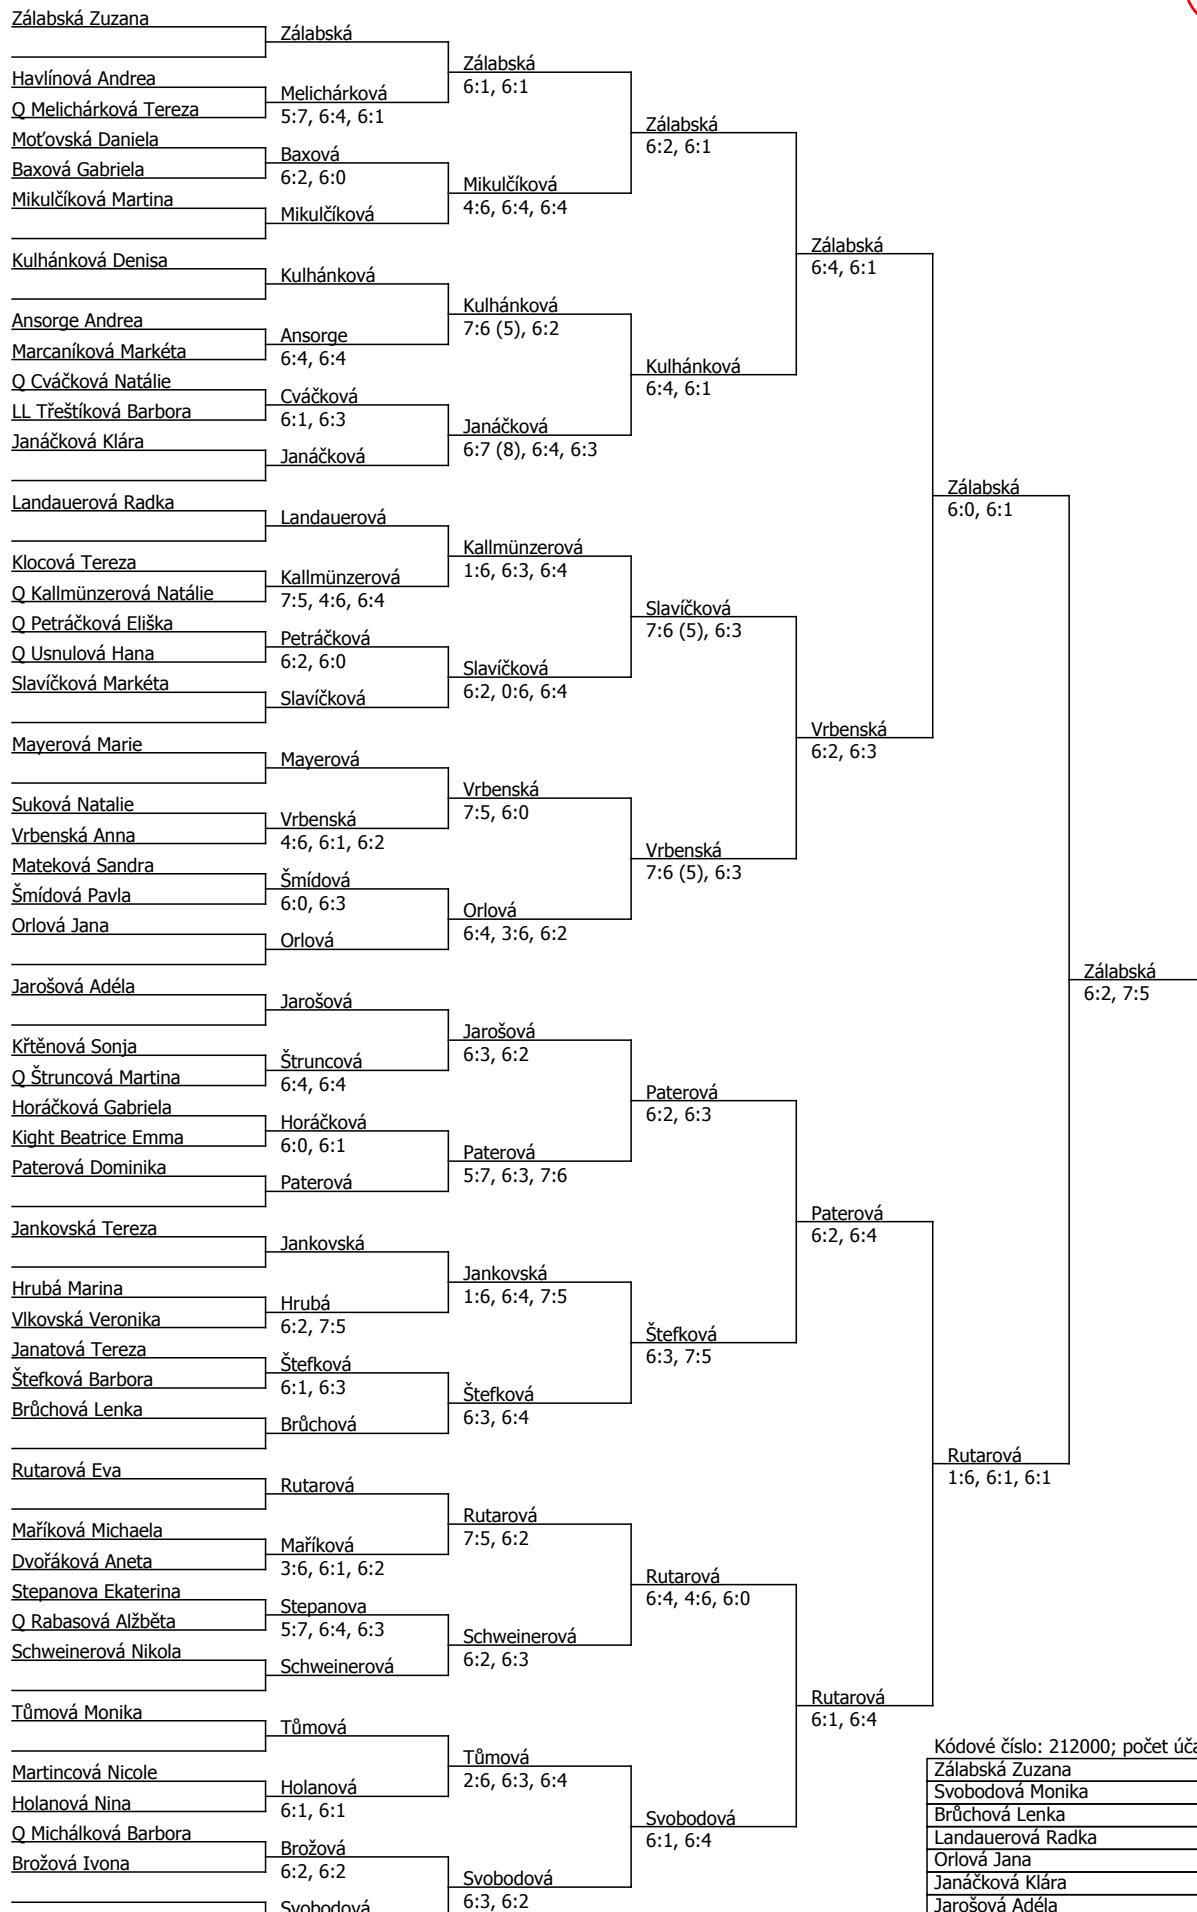 Zálabská Zuzana
Havlínová Andrea
Q Melichárková Tereza
Moťovská Daniela
Baxová Gabriela
Mikulčíková Martina
Kulhánková Denisa
Ansorge Andrea
Marcaníková Markéta
Q Cváčková Natálie
LL Třeštíková Barbora
Janáčková Klára
Landauerová Radka
Klocová Tereza
Q Kallmünzerová Natálie
Q Petráčková Eliška
Q Usnulová Hana
Slavíčková Markéta
Mayerová Marie
Suková Natalie
Vrbenská Anna
Mateková Sandra
Šmídová Pavla
Orlová Jana
Jarošová Adéla
Křtěnová Sonja
Q Štruncová Martina
Horáčková Gabriela
Kight Beatrice Emma
Paterová Dominika
Jankovská Tereza
Hrubá Marina
Vlkovská Veronika
Janatová Tereza
Štefková Barbora
Brůchová Lenka
Rutarová Eva
Maříková Michaela
Dvořáková Aneta
Stepanova Ekaterina
Q Rabasová Alžběta
Schweinerová Nikola
Tůmová Monika
Martincová Nicole
Holanová Nina
Q Michálková Barbora
Brožová Ivona
Zálabská
Melichárková
5:7, 6:4, 6:1
Baxová
6:2, 6:0
Mikulčíková
Kulhánková
Ansorge
6:4, 6:4
Cváčková
6:1, 6:3
Janáčková
Landauerová
Kallmünzerová
7:5, 4:6, 6:4
Petráčková
6:2, 6:0
Slavíčková
Mayerová
Vrbenská
4:6, 6:1, 6:2
Šmídová
6:0, 6:3
Orlová
Jarošová
Štruncová
6:4, 6:4
Horáčková
6:0, 6:1
Paterová
Jankovská
Hrubá
6:2, 7:5
Štefková
6:1, 6:3
Brůchová
Rutarová
Maříková
3:6, 6:1, 6:2
Stepanova
5:7, 6:4, 6:3
Schweinerová
Tůmová
Holanová
6:1, 6:1
Brožová
6:2, 6:2
Svobodová
Zálabská
6:1, 6:1
Mikulčíková
4:6, 6:4, 6:4
Kulhánková
7:6 (5), 6:2
Janáčková
6:7 (8), 6:4, 6:3
Kallmünzerová
1:6, 6:3, 6:4
Slavíčková
6:2, 0:6, 6:4
Vrbenská
7:5, 6:0
Orlová
6:4, 3:6, 6:2
Jarošová
6:3, 6:2
Paterová
5:7, 6:3, 7:6
Jankovská
1:6, 6:4, 7:5
Štefková
6:3, 6:4
Rutarová
7:5, 6:2
Schweinerová
6:2, 6:3
Tůmová
2:6, 6:3, 6:4
Svobodová
6:3, 6:2
Zálabská
6:2, 6:1
Kulhánková
6:4, 6:1
Slavíčková
7:6 (5), 6:3
Vrbenská
7:6 (5), 6:3
Paterová
6:2, 6:3
Štefková
6:3, 7:5
Rutarová
6:4, 4:6, 6:0
Svobodová
6:1, 6:4
Zálabská
6:4, 6:1
Vrbenská
6:2, 6:3
Paterová
6:2, 6:4
Rutarová
6:1, 6:4
Zálabská
6:0, 6:1
Rutarová
1:6, 6:1, 6:1
Zálabská
6:2, 7:5
Kódové číslo: 212000; počet úča
Zálabská Zuzana
Svobodová Monika
Brůchová Lenka
Landauerová Radka
Orlová Jana
Janáčková Klára
Jarošová Adéla